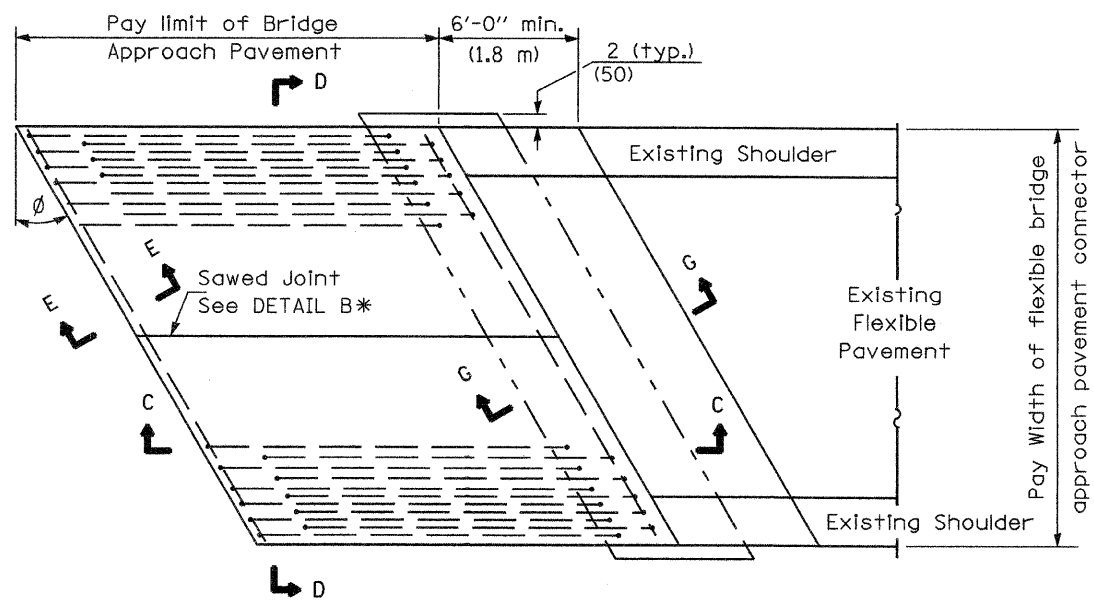 Pay limit of Bridge
Approach Pavement
6'-0" min.
(1.8 m)
2 (typ.)
(50)
D
Existing Shoulder
Ø
E
E
Sawed Joint
See DETAIL B*
G
Existing
Flexible
Pavement
G
C
C
Existing Shoulder
D
Pay Width of flexible bridge
approach pavement connector